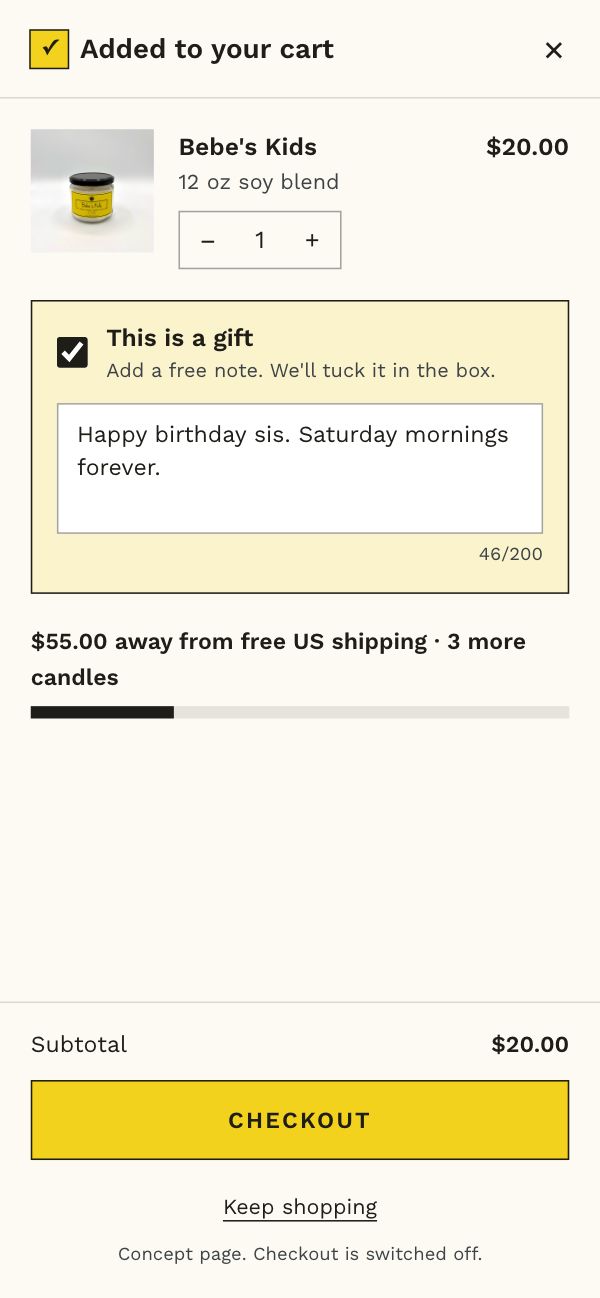 ✓ Added to your cart ✕
Bebe's Kids $20.00
12 oz soy blend
– 1 +
This is a gift
Add a free note. We'll tuck it in the box.
Happy birthday sis. Saturday mornings
forever.
46/200
$55.00 away from free US shipping · 3 more
candles
Subtotal $20.00
CHECKOUT
Keep shopping
Concept page. Checkout is switched off.